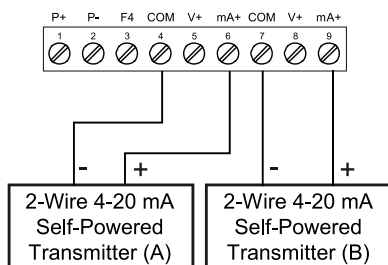 P+ P- F4 COM V+ mA+ COM V+ mA+
1 2 3 4 5 6 7 8 9
- + - +
2-Wire 4-20 mA
Self-Powered
Transmitter (A)
2-Wire 4-20 mA
Self-Powered
Transmitter (B)